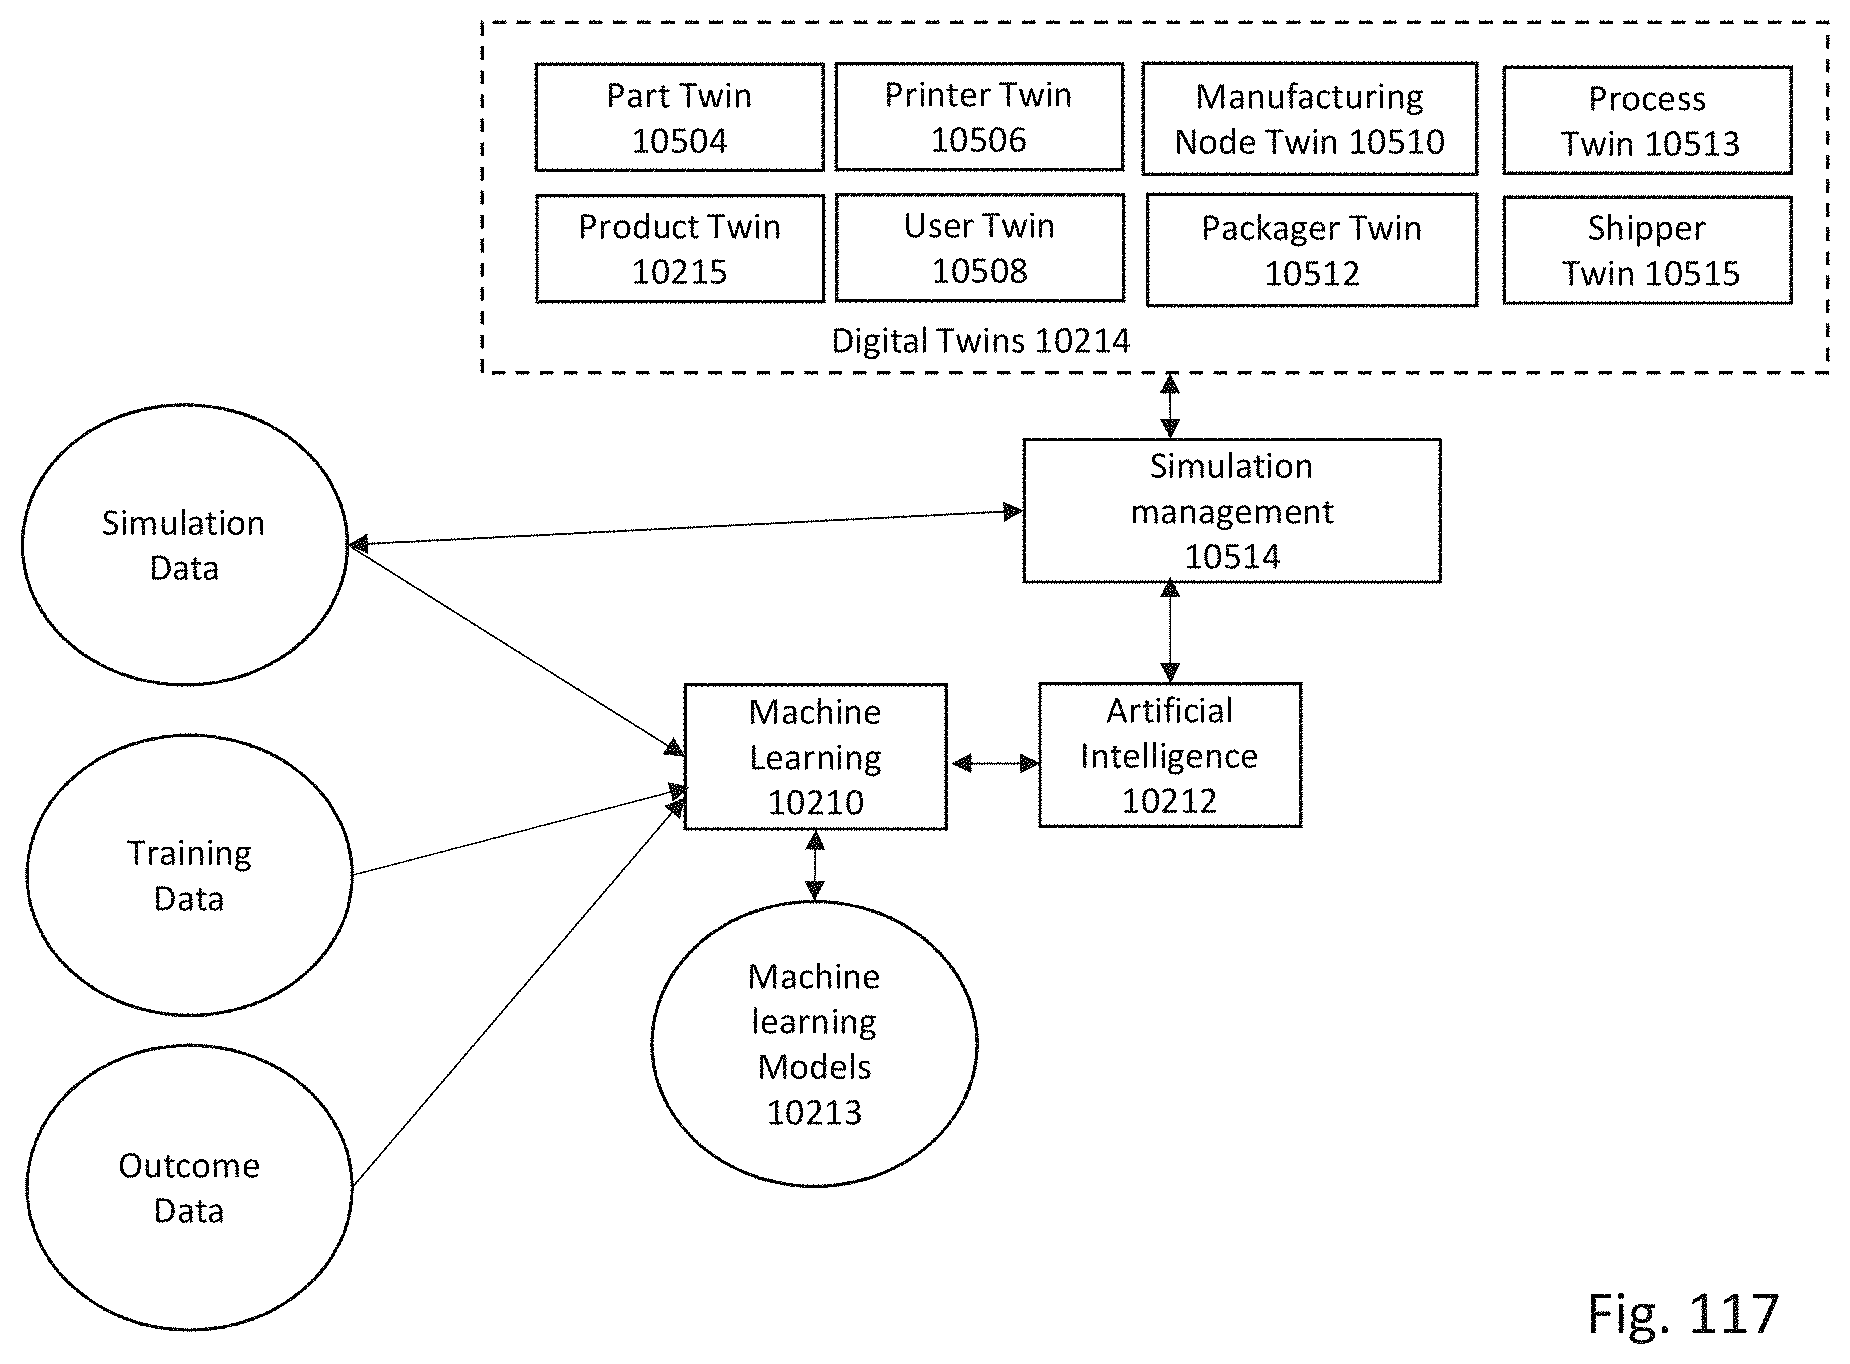 Part Twin
10504
Printer Twin
10506
Manufacturing
Node Twin 10510
Process
Twin 10513
Product Twin
10215
User Twin
10508
Packager Twin
10512
Shipper
Twin 10515
Digital Twins 10214
Simulation
management
10514
Simulation
Data
Machine
Learning
10210
Artificial
Intelligence
10212
Training
Data
Machine
learning
Models
10213
Outcome
Data
Fig. 117